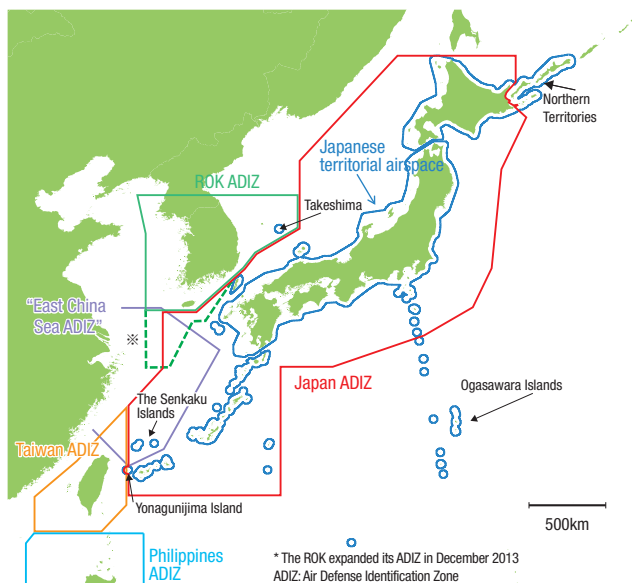 Northern
Territories
Japanese
territorial airspace
ROK ADIZ
Takeshima
"East China
Sea ADIZ"
※
Japan ADIZ
Ogasawara Islands
The Senkaku
Islands
Taiwan ADIZ
Yonagunijima Island
500km
Philippines
ADIZ
* The ROK expanded its ADIZ in December 2013
ADIZ: Air Defense Identification Zone